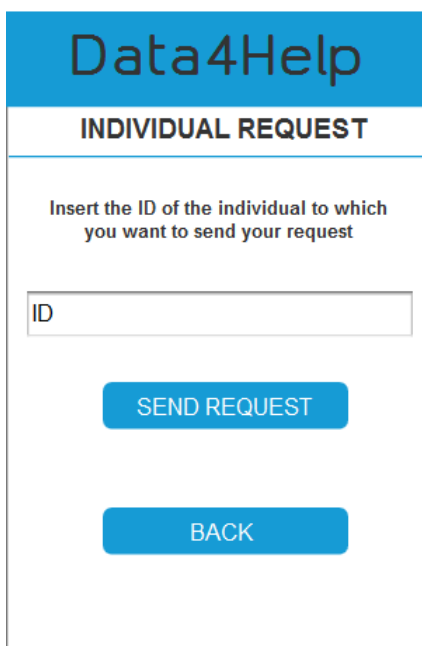 Data4Help
INDIVIDUAL REQUEST
Insert the ID of the individual to which
you want to send your request
ID
SEND REQUEST
BACK